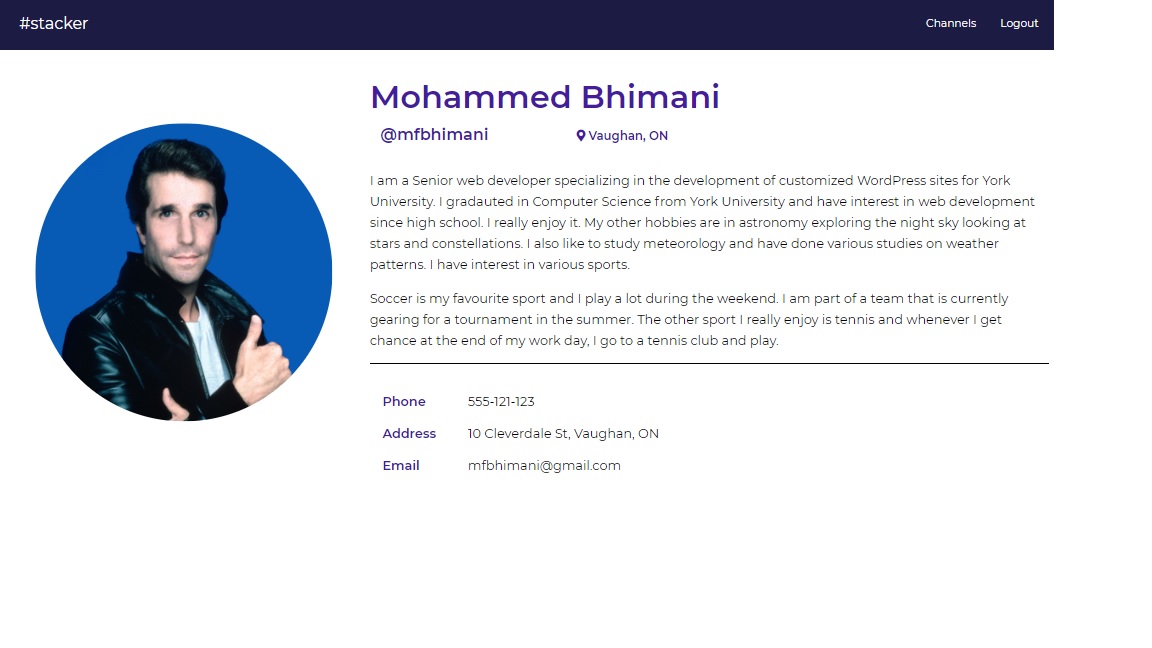 #stacker
Channels
Logout
Mohammed Bhimani
@mfbhimani
Vaughan, ON
I am a Senior web developer specializing in the development of customized WordPress sites for York
University. I gradauted in Computer Science from York University and have interest in web development
since high school. I really enjoy it. My other hobbies are in astronomy exploring the night sky looking at
stars and constellations. I also like to study meteorology and have done various studies on weather
patterns. I have interest in various sports.
Soccer is my favourite sport and I play a lot during the weekend. I am part of a team that is currently
gearing for a tournament in the summer. The other sport I really enjoy is tennis and whenever I get
chance at the end of my work day, I go to a tennis club and play.
Phone 555-121-123
Address 10 Cleverdale St, Vaughan, ON
Email mfbhimani@gmail.com